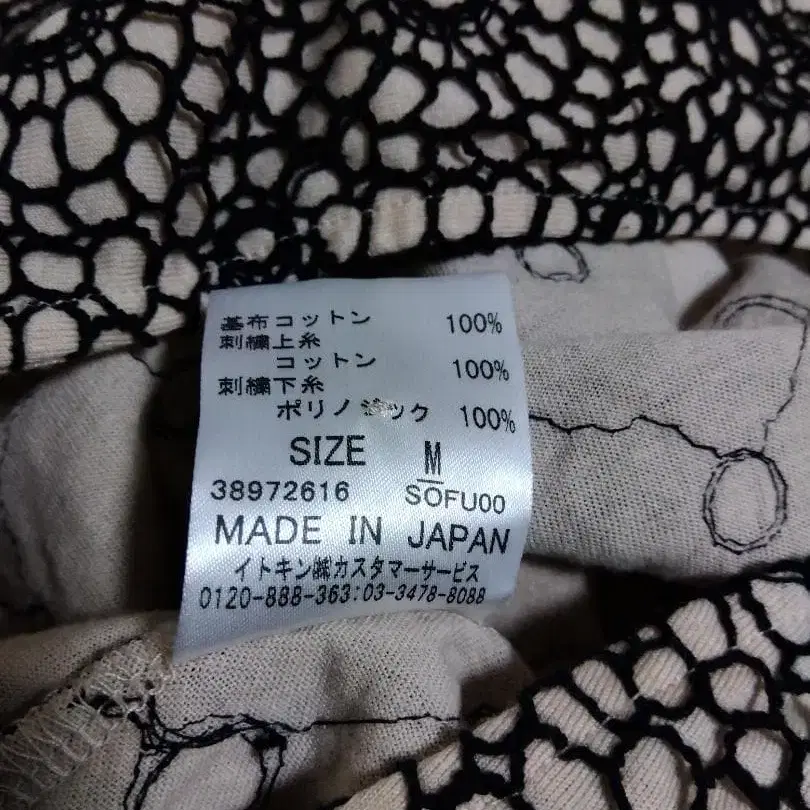 基布コットン 100%
刺繍上糸
コットン 100%
刺繍下糸
ポリノジック 100%
SIZE M
38972616 SOFU00
MADE IN JAPAN
イトキン㈱カスタマーサービス
0120-888-363:03-3478-8088